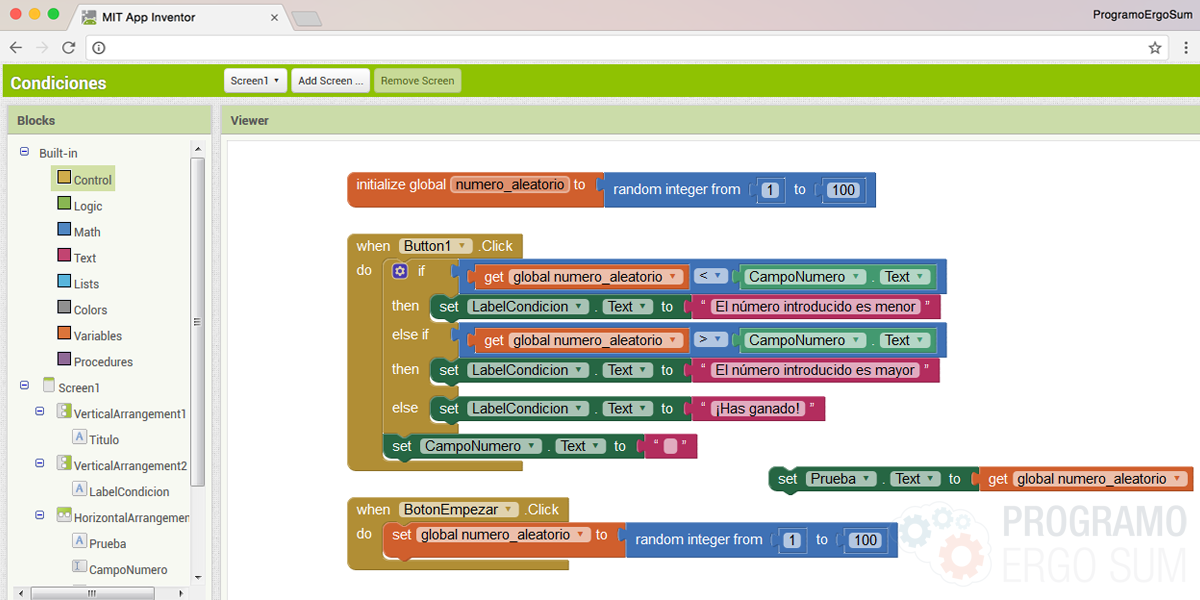 MIT App Inventor
ProgramoErgoSum
Condiciones
Screen1
Add Screen ...
Remove Screen
Blocks
Viewer
Built-in
Control
Logic
Math
Text
Lists
Colors
Variables
Procedures
Screen1
VerticalArrangement1
Titulo
VerticalArrangement2
LabelCondicion
HorizontalArrangemen
Prueba
CampoNumero
initialize global numero_aleatorio to random integer from 1 to 100
when Button1 .Click
do if get global numero_aleatorio < CampoNumero . Text
then set LabelCondicion . Text to “ El número introducido es menor ”
else if get global numero_aleatorio > CampoNumero . Text
then set LabelCondicion . Text to “ El número introducido es mayor ”
else set LabelCondicion . Text to “ ¡Has ganado! ”
set CampoNumero . Text to “ ”
set Prueba . Text to get global numero_aleatorio
when BotonEmpezar .Click
do set global numero_aleatorio to random integer from 1 to 100
PROGRAMO
ERGO SUM